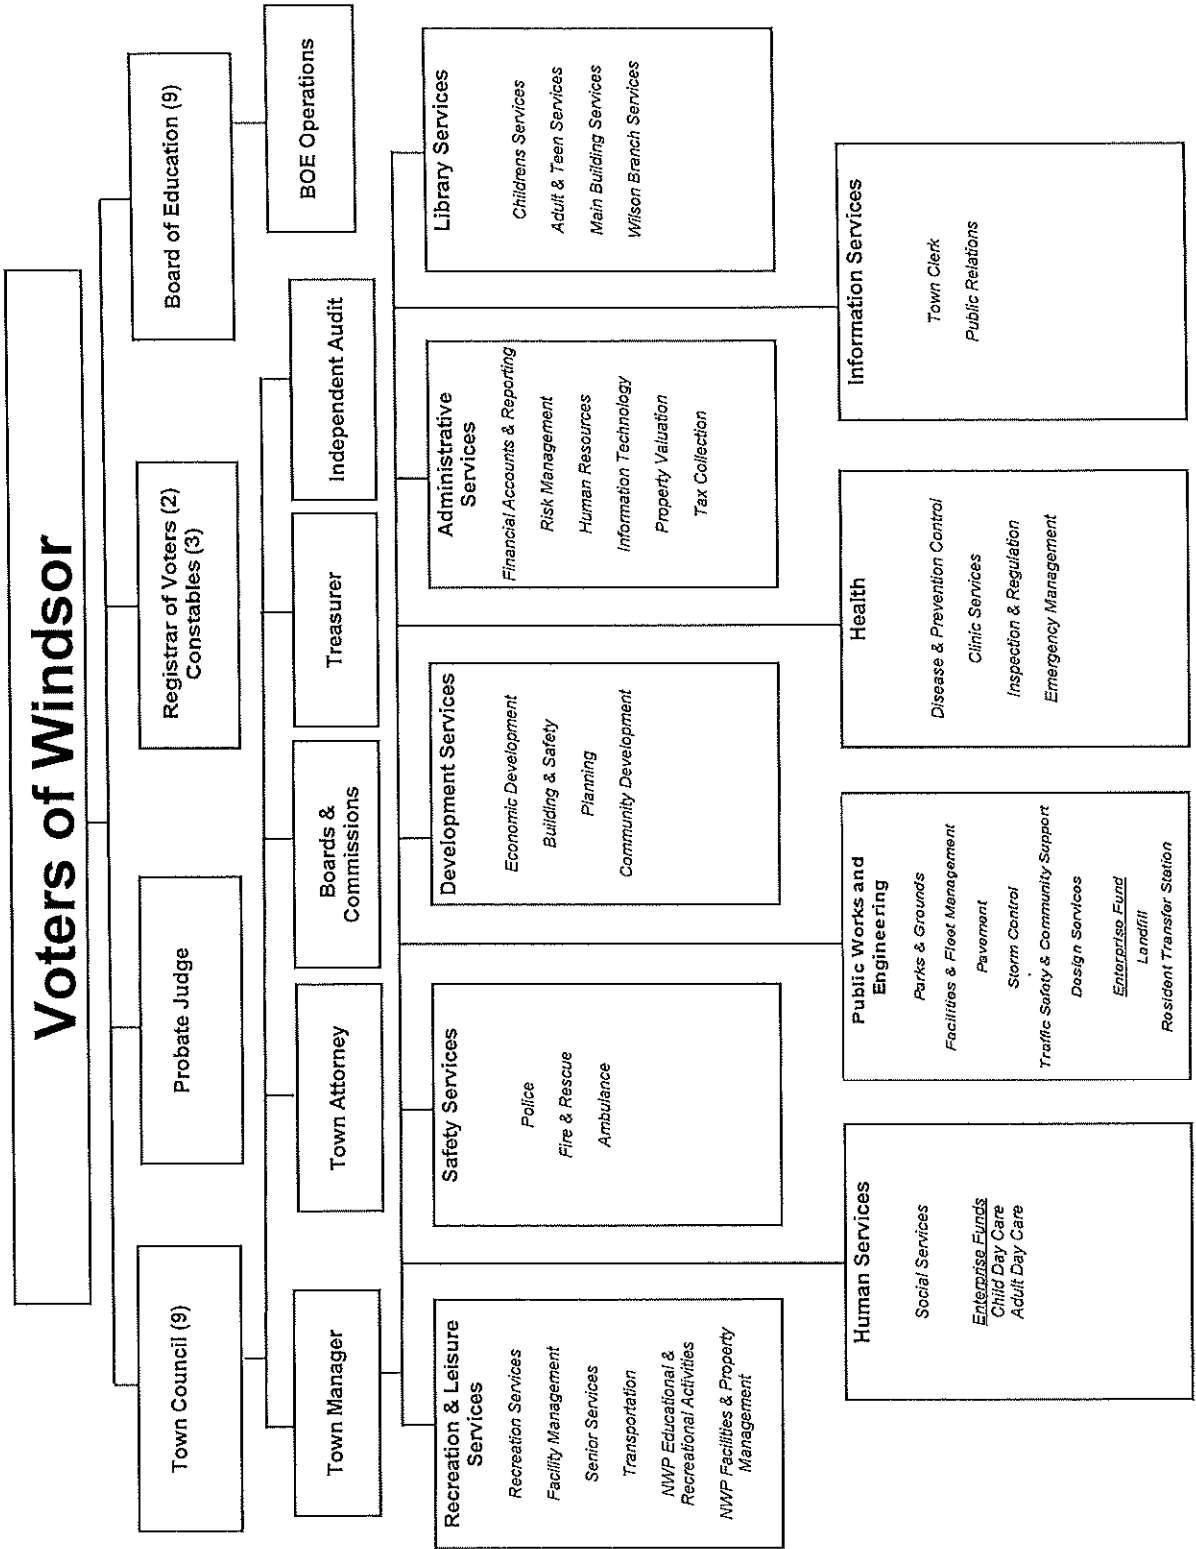 Voters of Windsor
Town Council (9)
Probate Judge
Registrar of Voters (2)
Constables (3)
Board of Education (9)
BOE Operations
Town Manager
Town Attorney
Boards &
Commissions
Treasurer
Independent Audit
Recreation & Leisure
Services
Recreation Services
Facility Management
Senior Services
Transportation
NWP Educational &
Recreational Activities
NWP Facilities & Property
Management
Safety Services
Police
Fire & Rescue
Ambulance
Development Services
Economic Development
Building & Safety
Planning
Community Development
Administrative
Services
Financial Accounts & Reporting
Risk Management
Human Resources
Information Technology
Property Valuation
Tax Collection
Library Services
Childrens Services
Adult & Teen Services
Main Building Services
Wilson Branch Services
Human Services
Social Services
Enterprise Funds
Child Day Care
Adult Day Care
Public Works and
Engineering
Parks & Grounds
Facilities & Fleet Management
Pavement
Storm Control
Traffic Safety & Community Support
Design Services
Enterprise Fund
Landfill
Resident Transfer Station
Health
Disease & Prevention Control
Clinic Services
Inspection & Regulation
Emergency Management
Information Services
Town Clerk
Public Relations